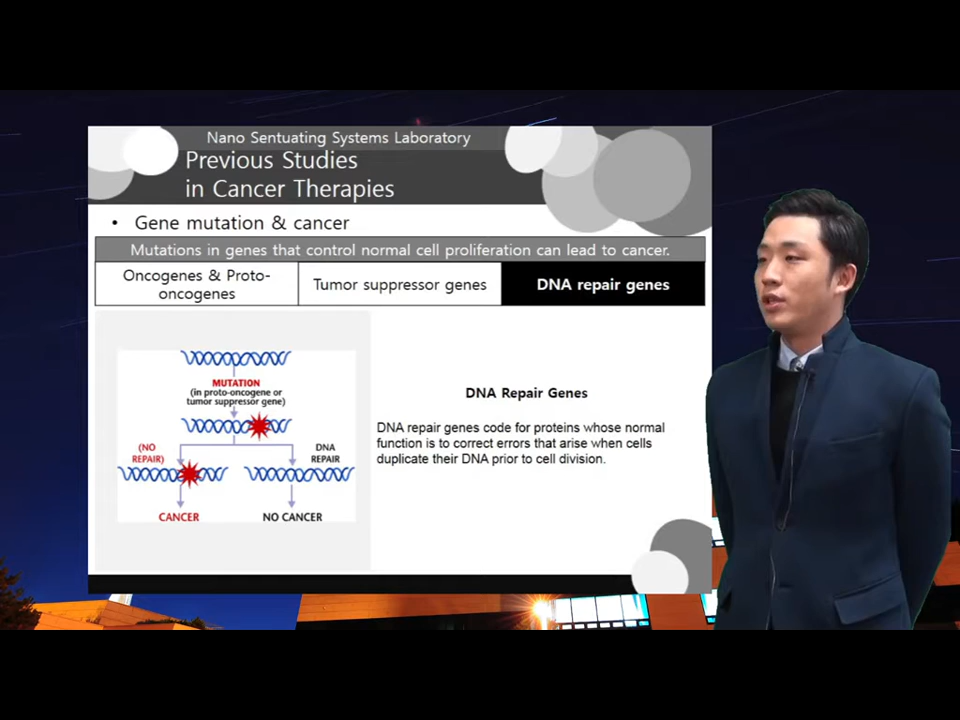 Nano Sentuating Systems Laboratory
Previous Studies
in Cancer Therapies
• Gene mutation & cancer
Mutations in genes that control normal cell proliferation can lead to cancer.
Oncogenes & Proto-
oncogenes
Tumor suppressor genes
DNA repair genes
MUTATION
(in proto-oncogene or
tumor suppressor gene)
(NO
REPAIR)
DNA
REPAIR
CANCER
NO CANCER
DNA Repair Genes
DNA repair genes code for proteins whose normal
function is to correct errors that arise when cells
duplicate their DNA prior to cell division.